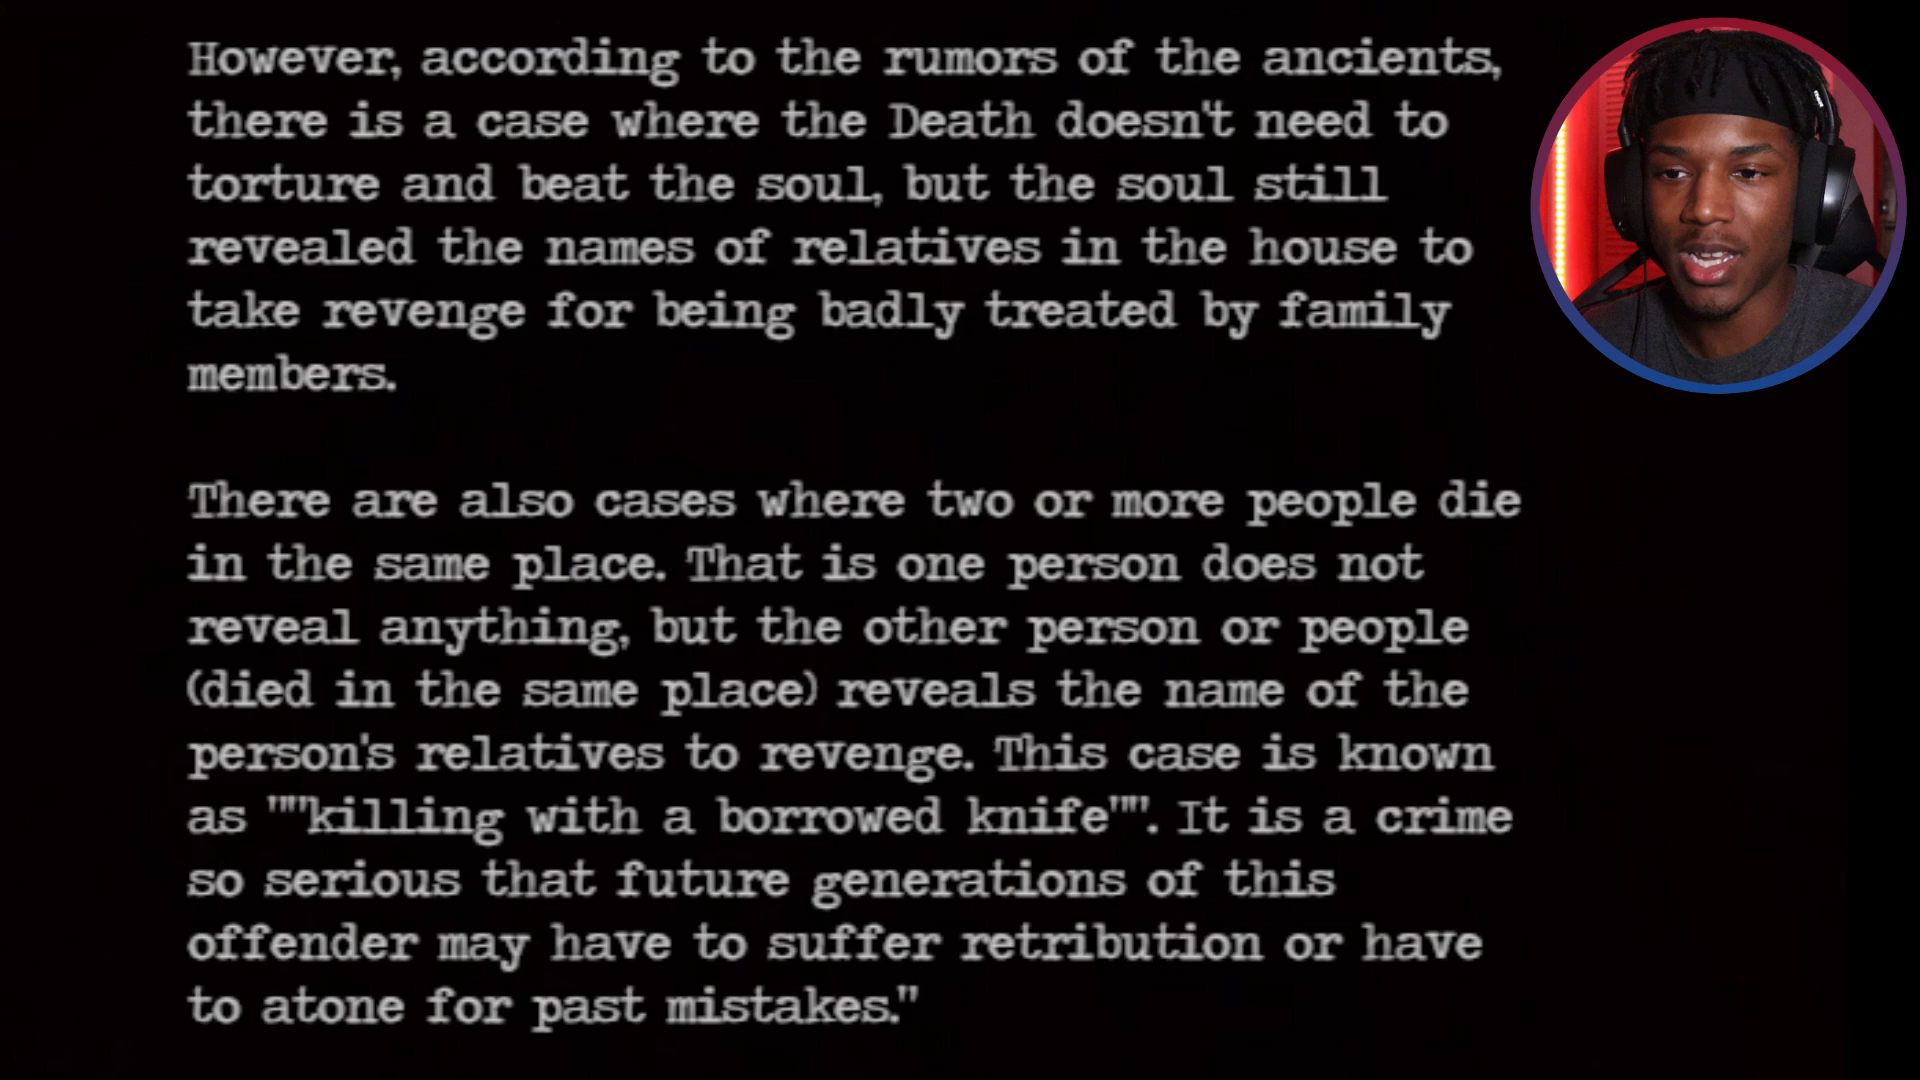 However, according to the rumors of the ancients,
there is a case where the Death doesn't need to
torture and beat the soul, but the soul still
revealed the names of relatives in the house to
take revenge for being badly treated by family
members.
There are also cases where two or more people die
in the same place. That is one person does not
reveal anything, but the other person or people
(died in the same place) reveals the name of the
person's relatives to revenge. This case is known
as ""killing with a borrowed knife"". It is a crime
so serious that future generations of this
offender may have to suffer retribution or have
to atone for past mistakes."